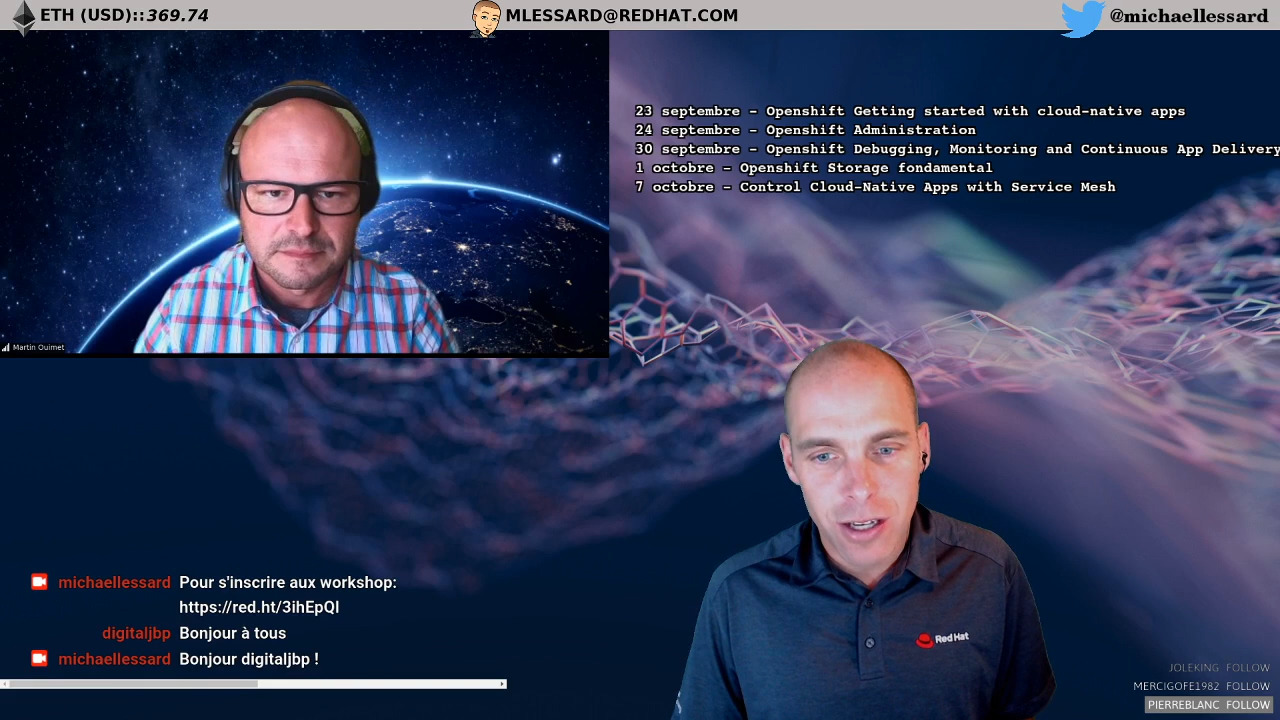 ETH (USD)::369.74
MLESSARD@REDHAT.COM
@michaellessard
23 septembre - Openshift Getting started with cloud-native apps
24 septembre - Openshift Administration
30 septembre - Openshift Debugging, Monitoring and Continuous App Delivery
1 octobre - Openshift Storage fondamental
7 octobre - Control Cloud-Native Apps with Service Mesh
Martin Ouimet
michaellessard Pour s'inscrire aux workshop:
https://red.ht/3ihEpQI
digitaljbp Bonjour à tous
michaellessard Bonjour digitaljbp !
Red Hat
JOLEKING FOLLOW
MERCIGOFE1982 FOLLOW
PIERREBLANC FOLLOW